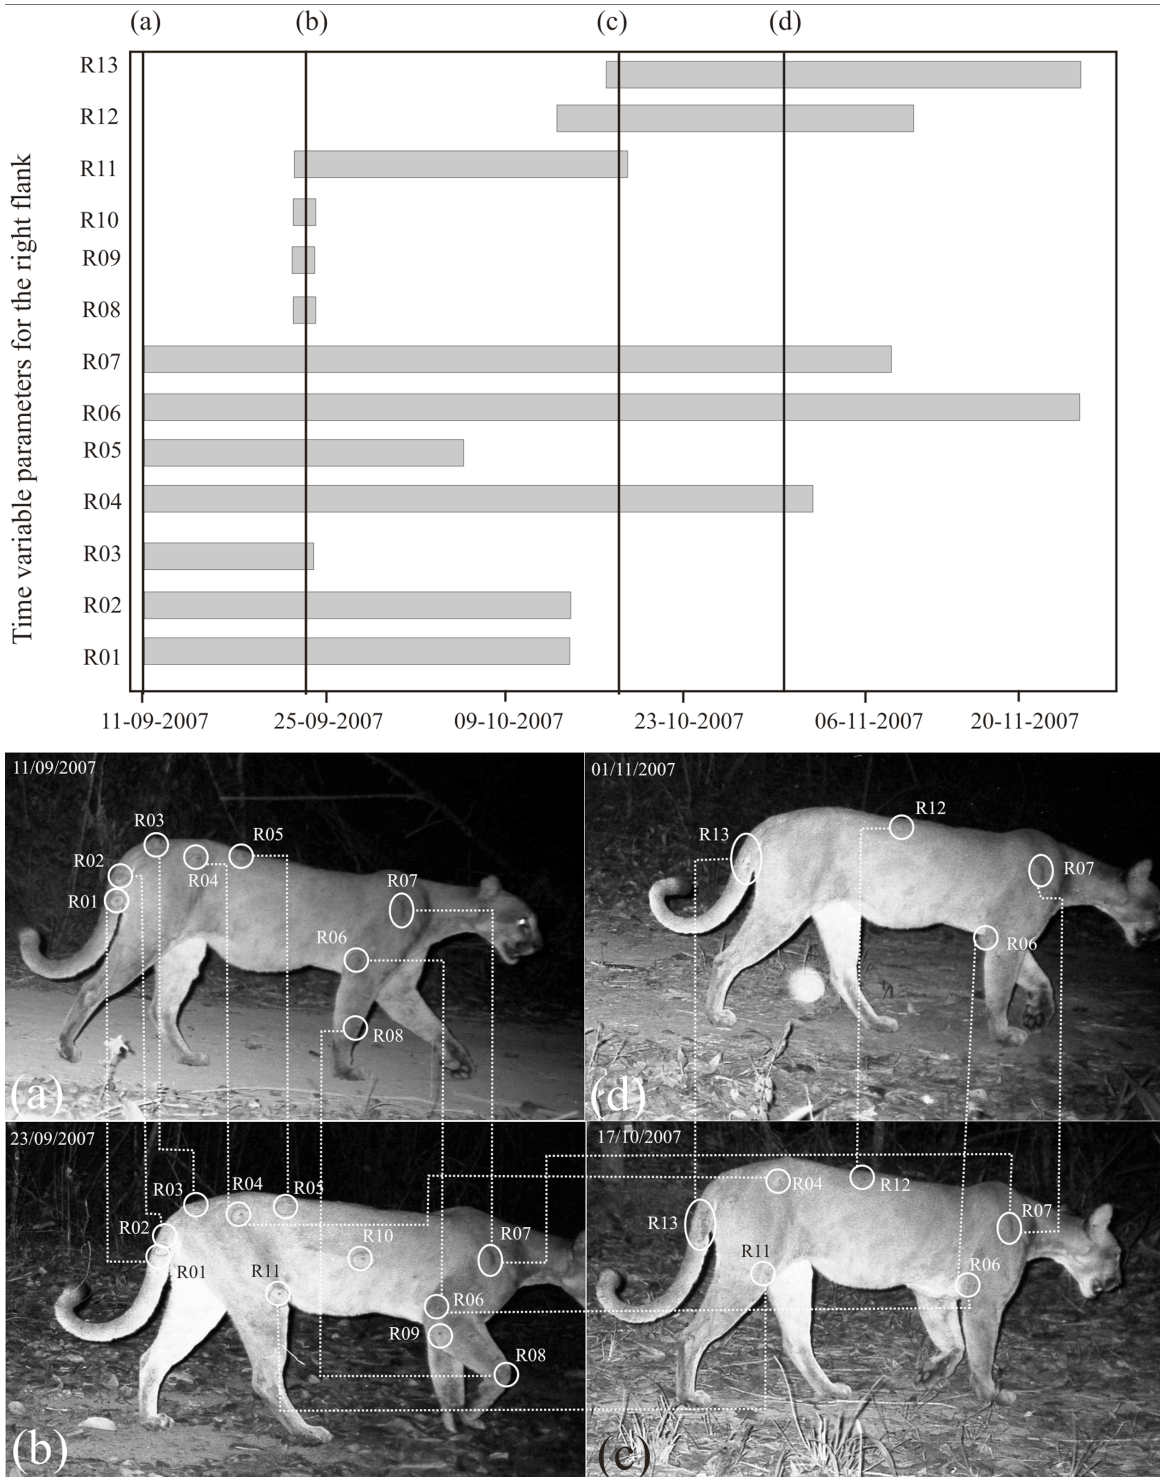 (a) (b) (c) (d)
Time variable parameters for the right flank
R13
R12
R11
R10
R09
R08
R07
R06
R05
R04
R03
R02
R01
11-09-2007 25-09-2007 09-10-2007 23-10-2007 06-11-2007 20-11-2007
11/09/2007
R03
R05
R02
R04
R07
R01
R06
R08
(a)
01/11/2007
R12
R13
R07
R06
(d)
23/09/2007
R03
R04
R05
R02
R10
R07
R01
R11
R06
R09
R08
(b)
17/10/2007
R04
R12
R13
R07
R11
R06
(c)